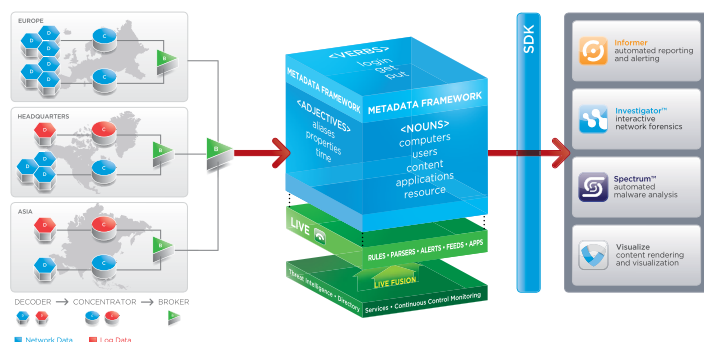 EUROPE
D
D
D
D
D
D
D
C
C
B
HEADQUARTERS
D
D
D
D
C
C
B
B
ASIA
D
D
C
C
B
DECODER → CONCENTRATOR → BROKER
D
D
C
C
B
Network Data
Log Data
<VERBS>
login
get
put
METADATA FRAMEWORK
METADATA FRAMEWORK
<ADJECTIVES>
aliases
properties
time
<NOUNS>
computers
users
content
applications
resource
LIVE
RULES • PARSERS • ALERTS • FEEDS • APPS
LIVE FUSION
Threat Intelligence • Directory
Services • Continuous Control Monitoring
SDK
Informer
automated reporting
and alerting
Investigator™
interactive
network forensics
Spectrum™
automated
malware analysis
Visualize
content rendering
and visualization